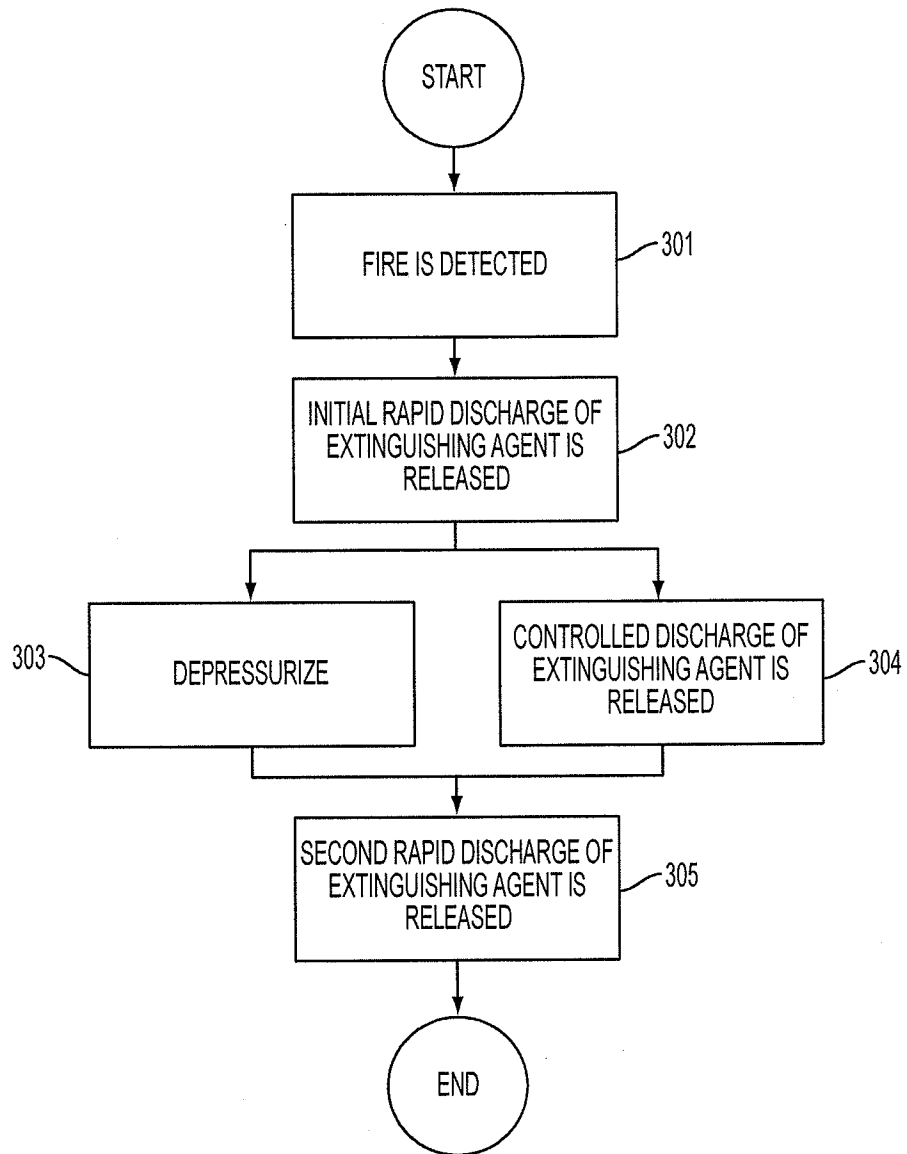 START
FIRE IS DETECTED
301
INITIAL RAPID DISCHARGE OF
EXTINGUISHING AGENT IS
RELEASED
302
303
DEPRESSURIZE
CONTROLLED DISCHARGE OF
EXTINGUISHING AGENT IS
RELEASED
304
SECOND RAPID DISCHARGE OF
EXTINGUISHING AGENT IS
RELEASED
305
END